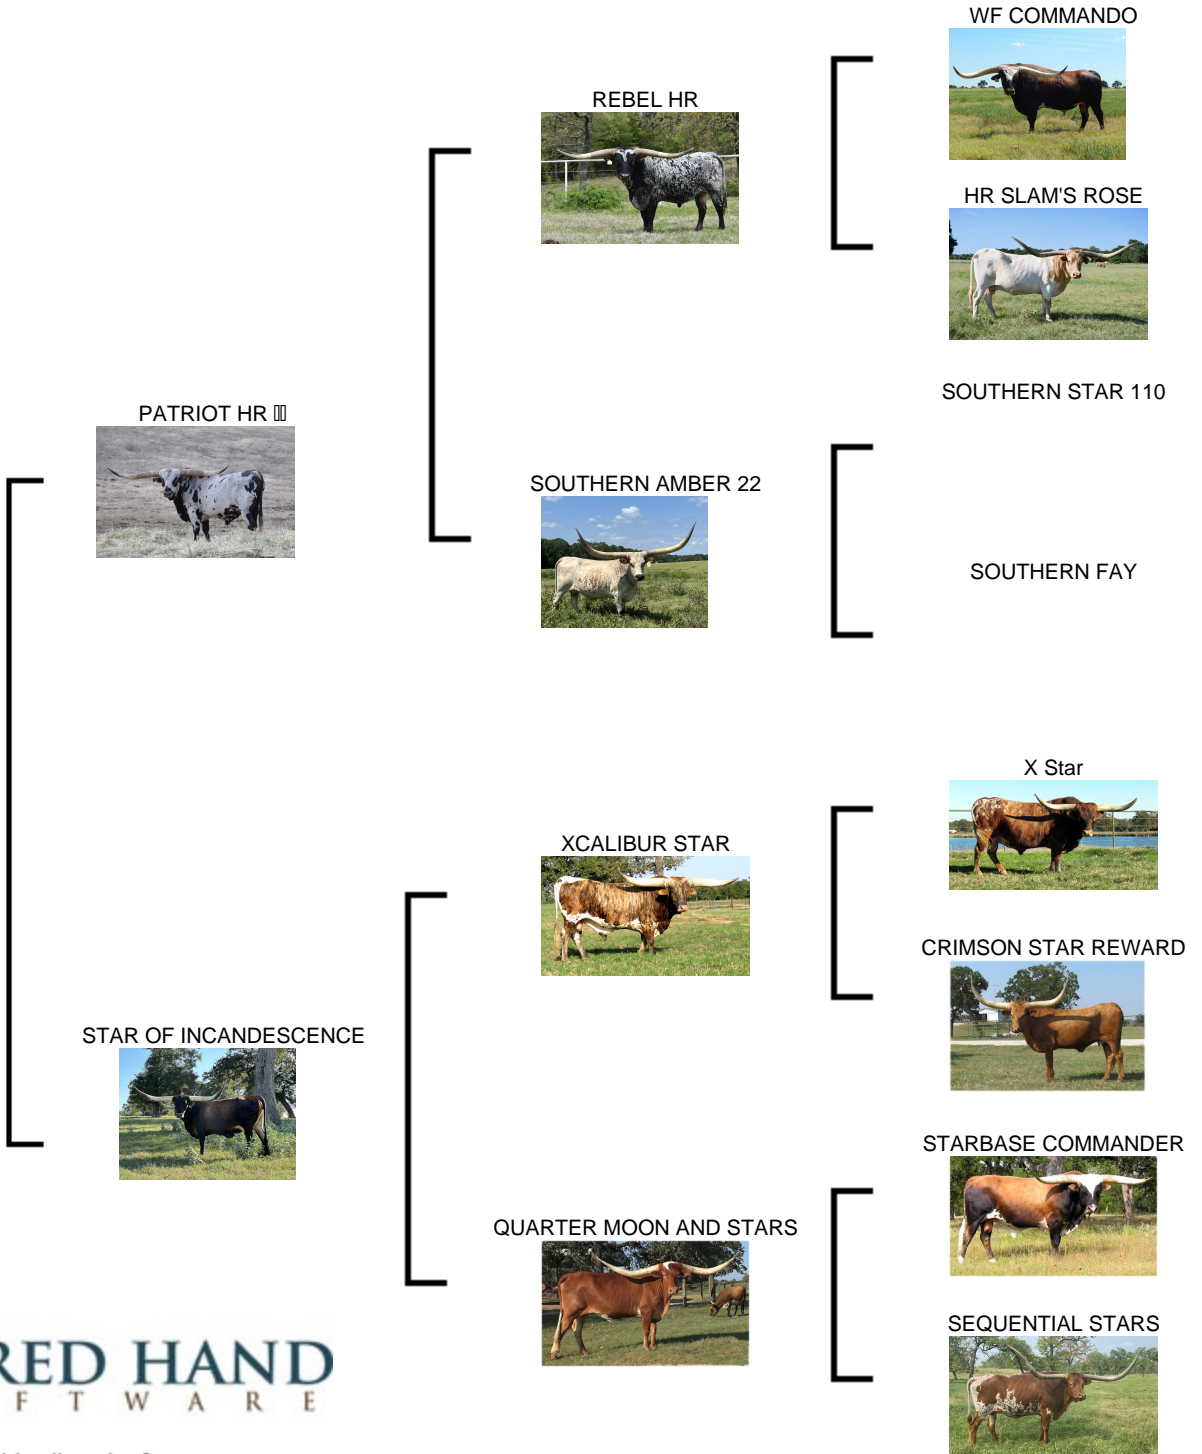 WF COMMANDO
REBEL HR
HR SLAM'S ROSE
SOUTHERN STAR 110
PATRIOT HR
SOUTHERN AMBER 22
SOUTHERN FAY
X Star
XCALIBUR STAR
CRIMSON STAR REWARD
STAR OF INCANDESCENCE
STARBASE COMMANDER
QUARTER MOON AND STARS
SEQUENTIAL STARS
RED HAND
F T W A R E